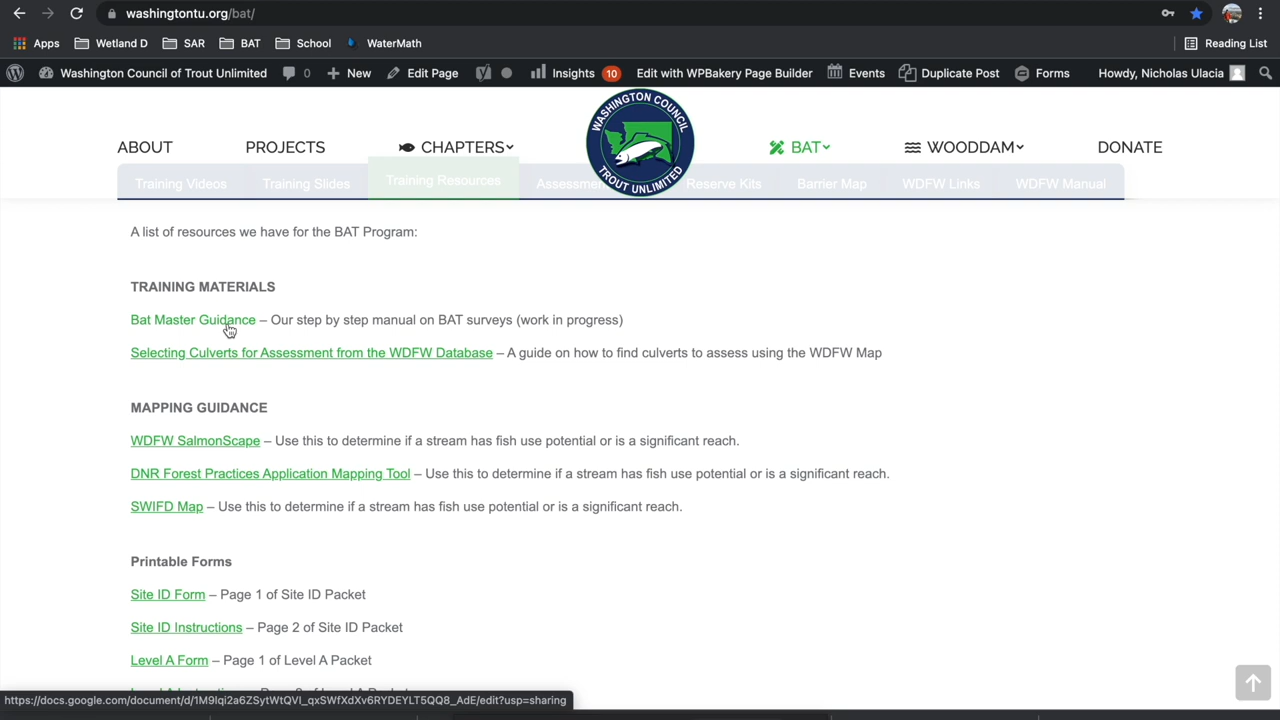 washingtontu.org/bat/
Apps Wetland D SAR BAT School WaterMath Reading List
Washington Council of Trout Unlimited 0 New Edit Page Insights 10 Edit with WPBakery Page Builder Events Duplicate Post Forms Howdy, Nicholas Ulacia
WASHINGTON COUNCIL
TROUT UNLIMITED
ABOUT PROJECTS CHAPTERS BAT WOODDAM DONATE
Training Videos Training Slides Training Resources Reserve Kits Barrier Map WDFW Links WDFW Manual
A list of resources we have for the BAT Program:
TRAINING MATERIALS
Bat Master Guidance – Our step by step manual on BAT surveys (work in progress)
Selecting Culverts for Assessment from the WDFW Database – A guide on how to find culverts to assess using the WDFW Map
MAPPING GUIDANCE
WDFW SalmonScape – Use this to determine if a stream has fish use potential or is a significant reach.
DNR Forest Practices Application Mapping Tool – Use this to determine if a stream has fish use potential or is a significant reach.
SWIFD Map – Use this to determine if a stream has fish use potential or is a significant reach.
Printable Forms
Site ID Form – Page 1 of Site ID Packet
Site ID Instructions – Page 2 of Site ID Packet
Level A Form – Page 1 of Level A Packet